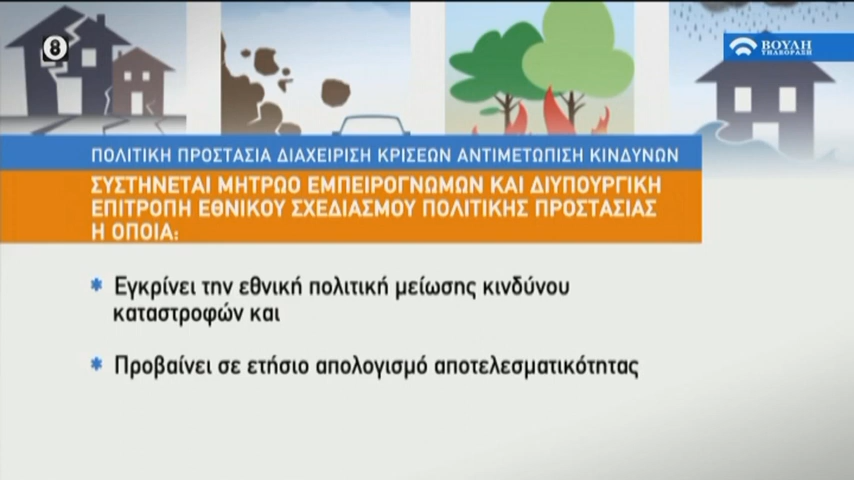 8
ΒΟΥΛΗ
ΤΗΛΕΟΡΑΣΗ
ΠΟΛΙΤΙΚΗ ΠΡΟΣΤΑΣΙΑ ΔΙΑΧΕΙΡΙΣΗ ΚΡΙΣΕΩΝ ΑΝΤΙΜΕΤΩΠΙΣΗ ΚΙΝΔΥΝΩΝ
ΣΥΣΤΗΝΕΤΑΙ ΜΗΤΡΩΟ ΕΜΠΕΙΡΟΓΝΩΜΩΝ ΚΑΙ ΔΙΥΠΟΥΡΓΙΚΗ
ΕΠΙΤΡΟΠΗ ΕΘΝΙΚΟΥ ΣΧΕΔΙΑΣΜΟΥ ΠΟΛΙΤΙΚΗΣ ΠΡΟΣΤΑΣΙΑΣ
Η ΟΠΟΙΑ:
* Εγκρίνει την εθνική πολιτική μείωσης κινδύνου
καταστροφών και
* Προβαίνει σε ετήσιο απολογισμό αποτελεσματικότητας